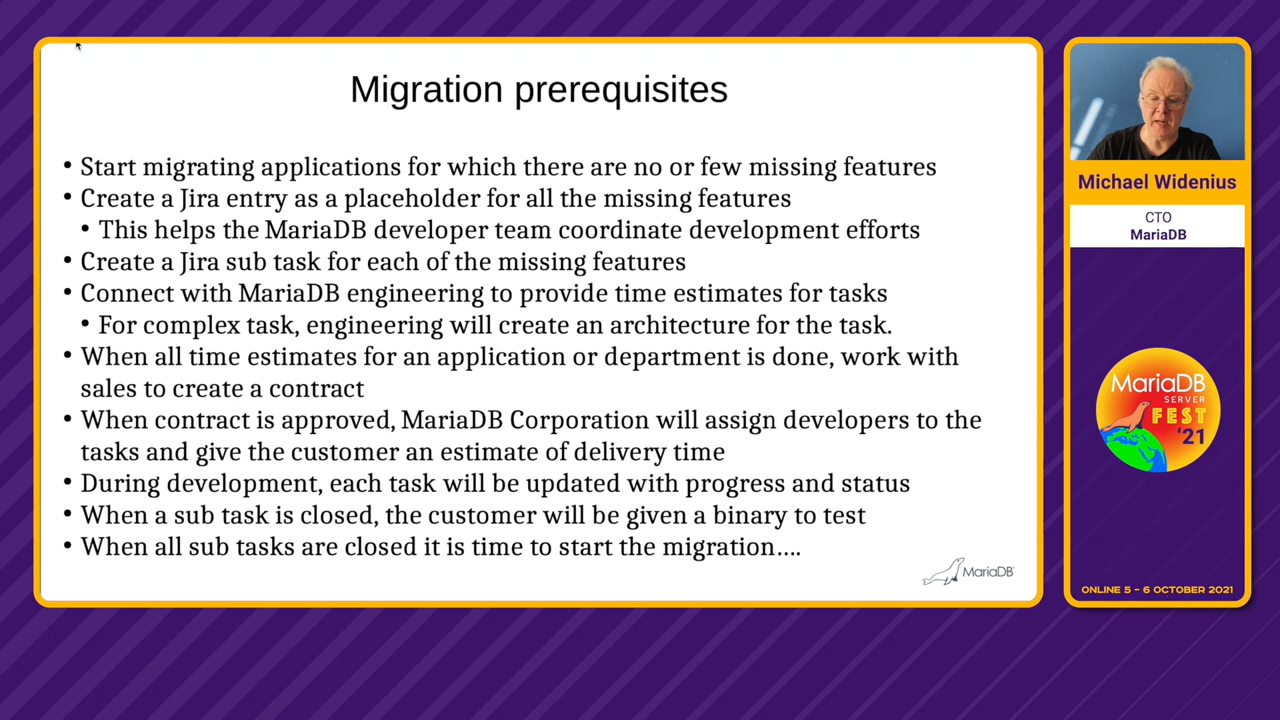 Migration prerequisites
• Start migrating applications for which there are no or few missing features
• Create a Jira entry as a placeholder for all the missing features
• This helps the MariaDB developer team coordinate development efforts
• Create a Jira sub task for each of the missing features
• Connect with MariaDB engineering to provide time estimates for tasks
• For complex task, engineering will create an architecture for the task.
• When all time estimates for an application or department is done, work with
sales to create a contract
• When contract is approved, MariaDB Corporation will assign developers to the
tasks and give the customer an estimate of delivery time
• During development, each task will be updated with progress and status
• When a sub task is closed, the customer will be given a binary to test
• When all sub tasks are closed it is time to start the migration....
MariaDB
Michael Widenius
CTO
MariaDB
MariaDB
SERVER
FEST
'21
ONLINE 5 – 6 OCTOBER 2021